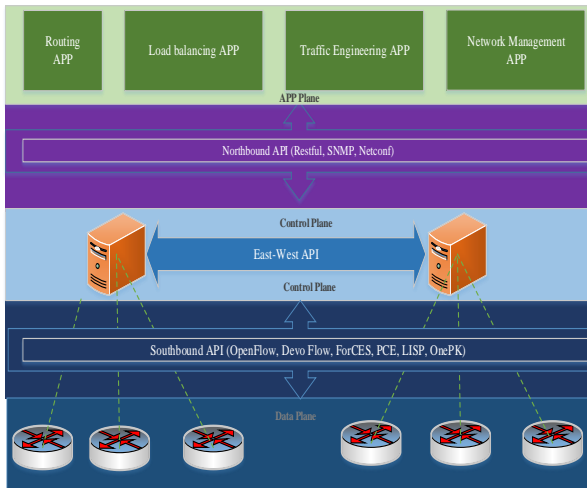 Routing
APP
Load balancing APP
Traffic Engineering APP
Network Management
APP
APP Plane
Northbound API (Restful, SNMP, Netconf)
Control Plane
East-West API
Control Plane
Southbound API (OpenFlow, Devo Flow, ForCES, PCE, LISP, OnePK)
Data Plane